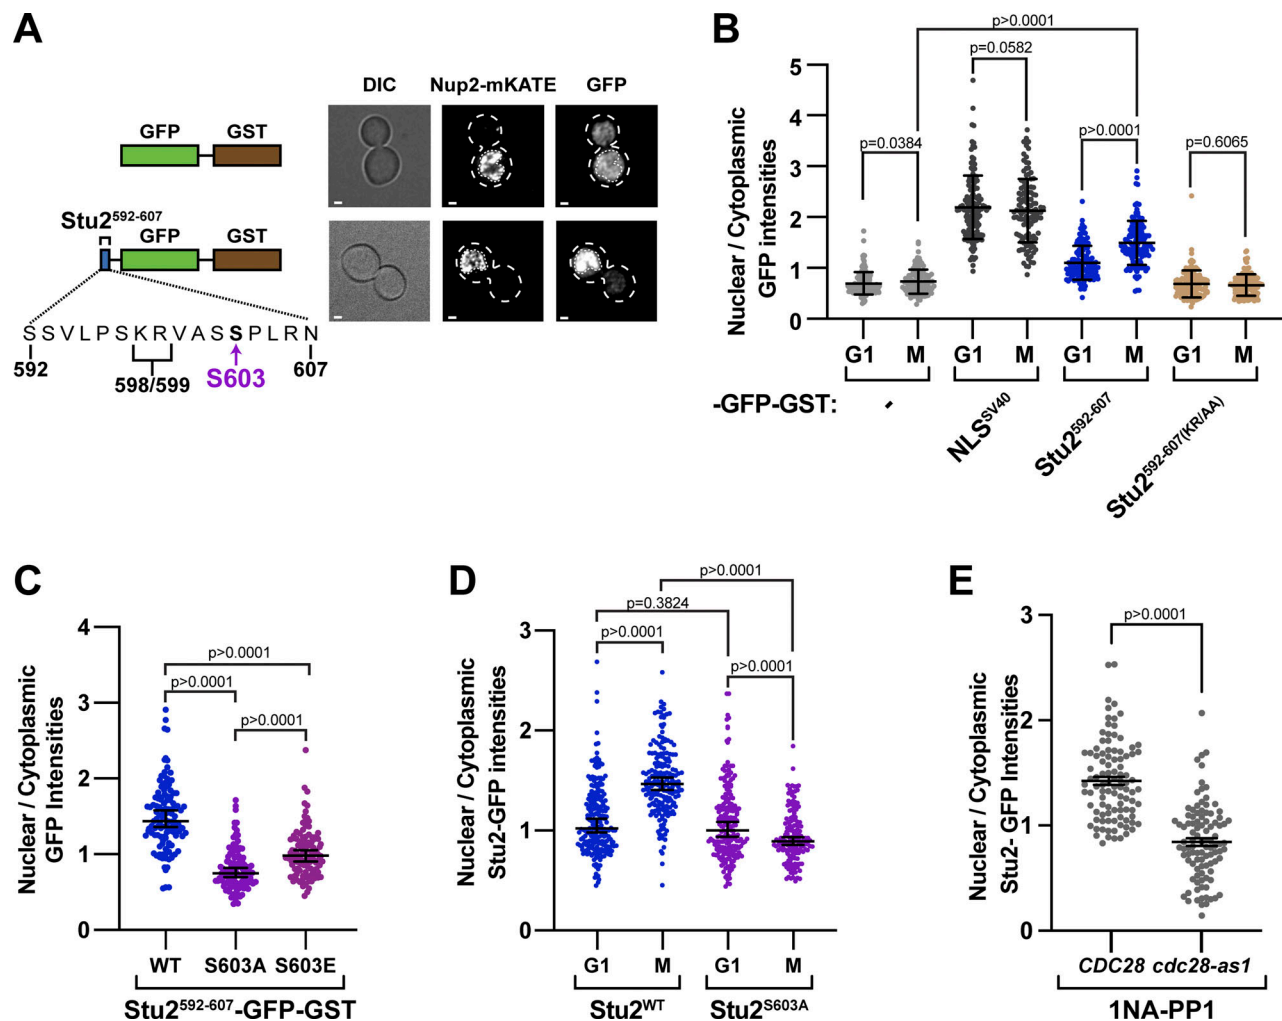 A
DIC Nup2-mKATE GFP
GFP GST
Stu2592-607
GFP GST
S S V L P S K R V A S S P L R N
592 598/599 S603 607
B
Nuclear / Cytoplasmic
GFP intensities
5
4
3
2
1
0
p>0.0001
p=0.0582
p=0.0384
p>0.0001
p=0.6065
G1 M G1 M G1 M G1 M
-GFP-GST: - NLSSV40 Stu2592-607 Stu2592-607(KR/AA)
C
Nuclear / Cytoplasmic
GFP Intensities
4
3
2
1
0
p>0.0001
p>0.0001
p>0.0001
WT S603A S603E
Stu2592-607-GFP-GST
D
Nuclear / Cytoplasmic
Stu2-GFP Intensities
3
2
1
0
p>0.0001
p=0.3824
p>0.0001
p>0.0001
G1 M G1 M
Stu2WT Stu2S603A
E
Nuclear / Cytoplasmic
Stu2- GFP Intensities
3
2
1
0
p>0.0001
CDC28 cdc28-as1
1NA-PP1